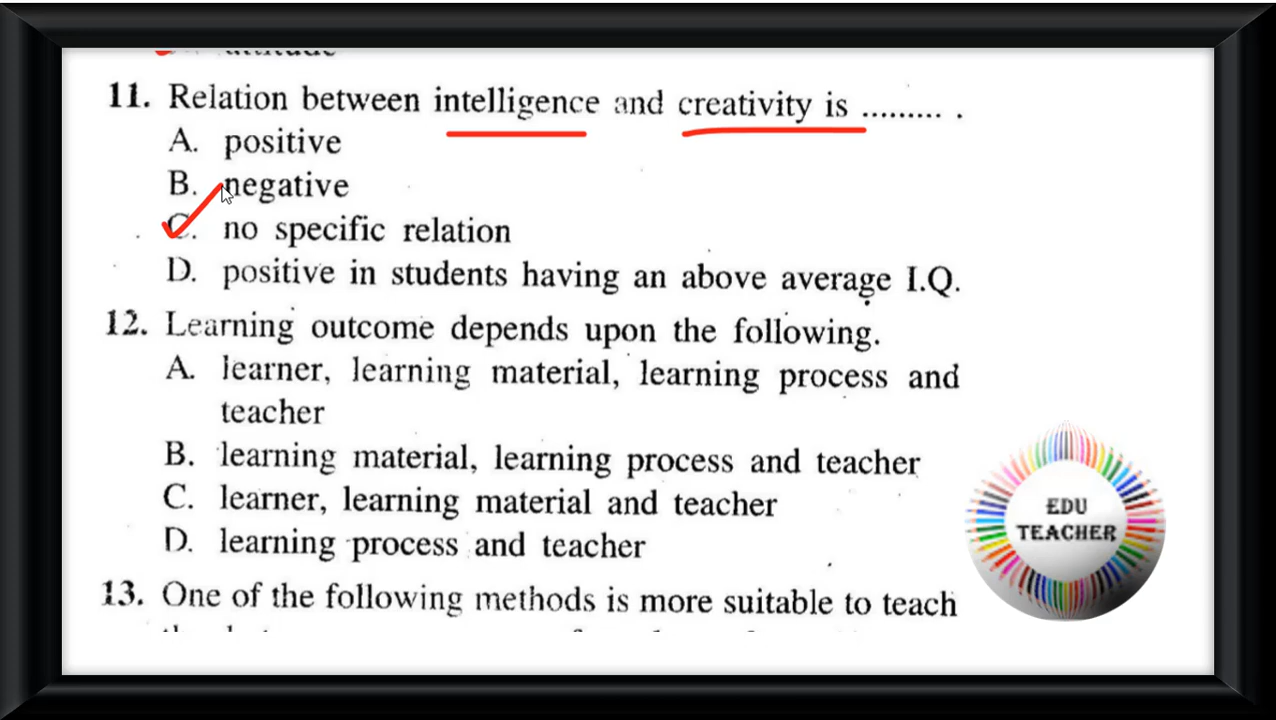 attitude
11. Relation between intelligence and creativity is ......... .
A. positive
B. negative
C. no specific relation
D. positive in students having an above average I.Q.
12. Learning outcome depends upon the following.
A. learner, learning material, learning process and
teacher
B. learning material, learning process and teacher
C. learner, learning material and teacher
D. learning process and teacher
13. One of the following methods is more suitable to teach
EDU
TEACHER